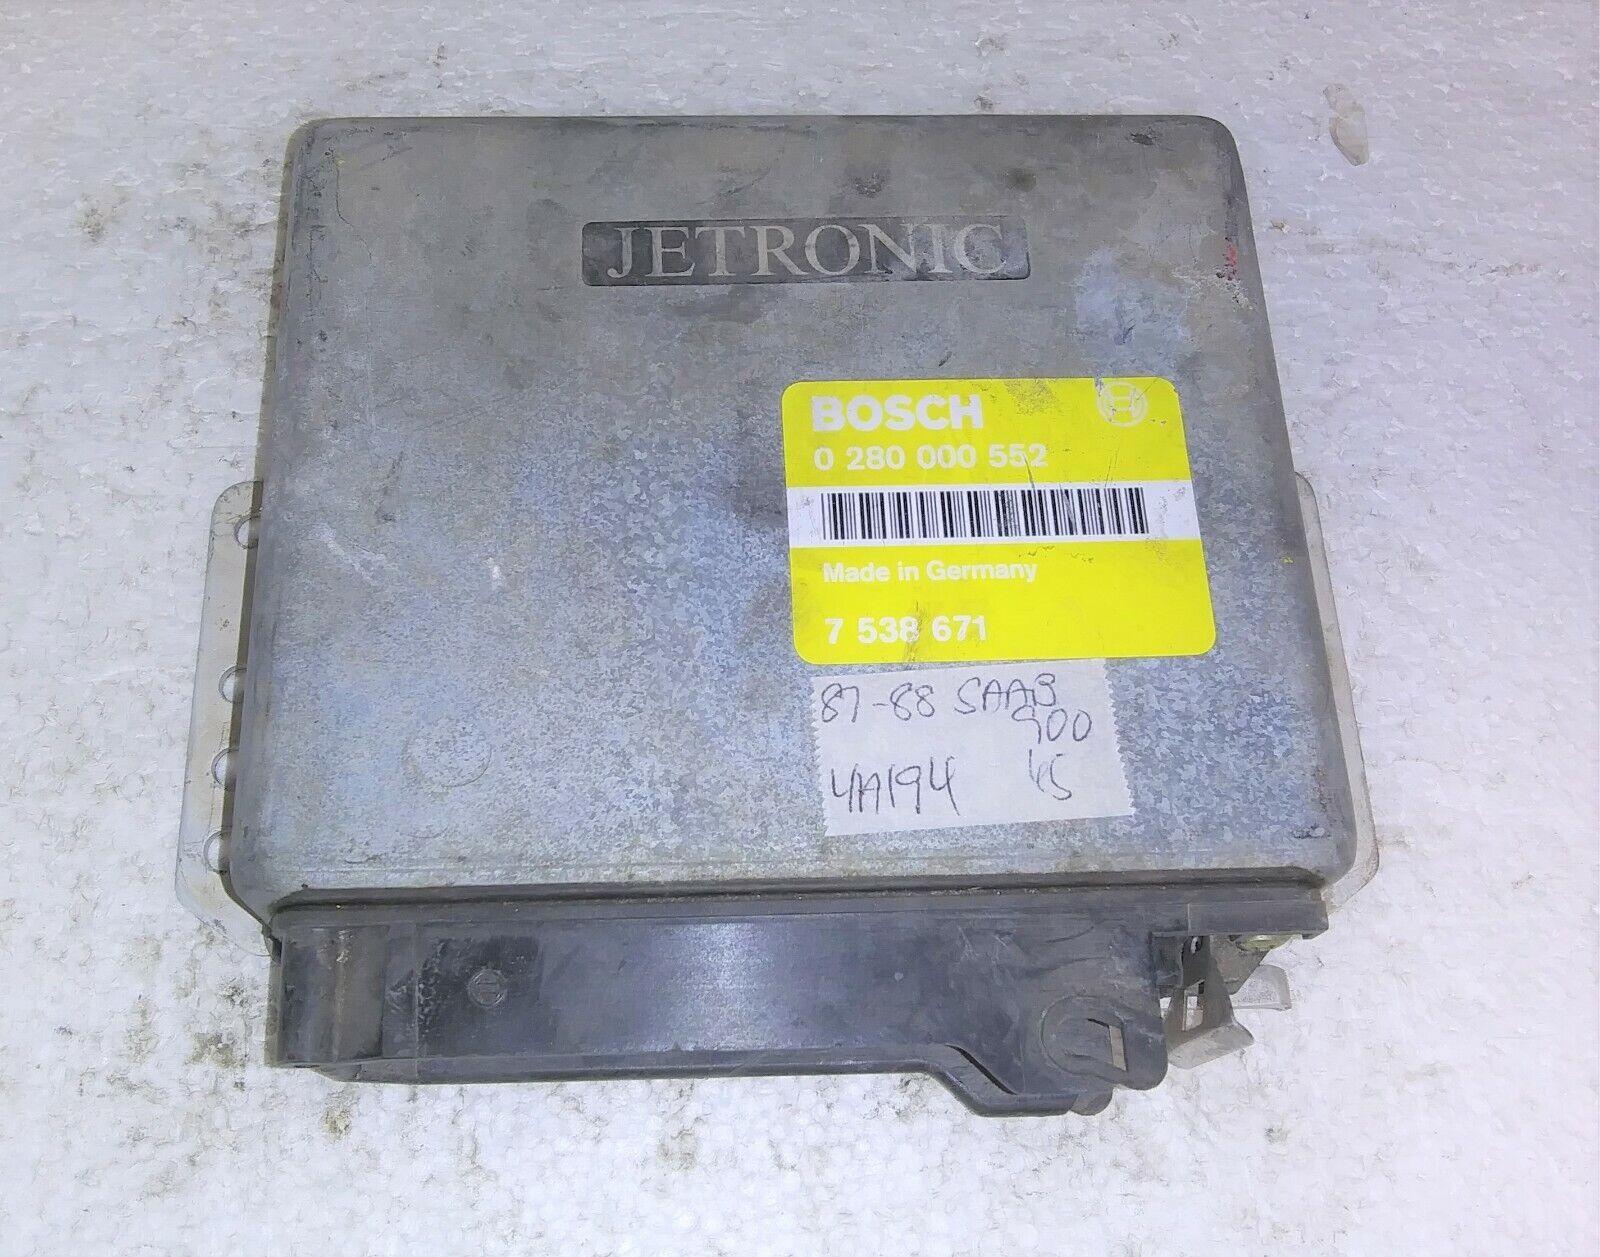 JETRONIC
BOSCH
0 280 000 552
Made in Germany
7 538 671
87-88 SAAB
900
4A194 45